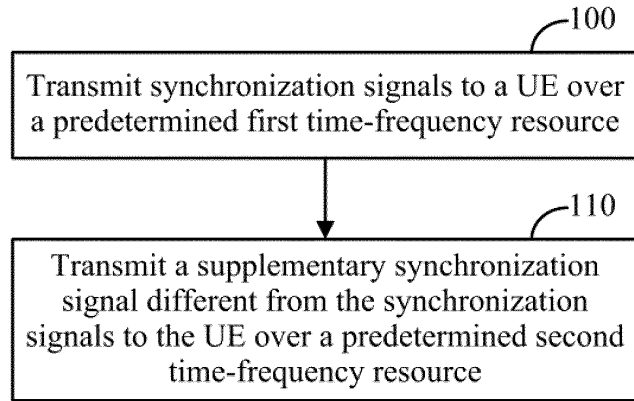 100
Transmit synchronization signals to a UE over
a predetermined first time-frequency resource
110
Transmit a supplementary synchronization
signal different from the synchronization
signals to the UE over a predetermined second
time-frequency resource